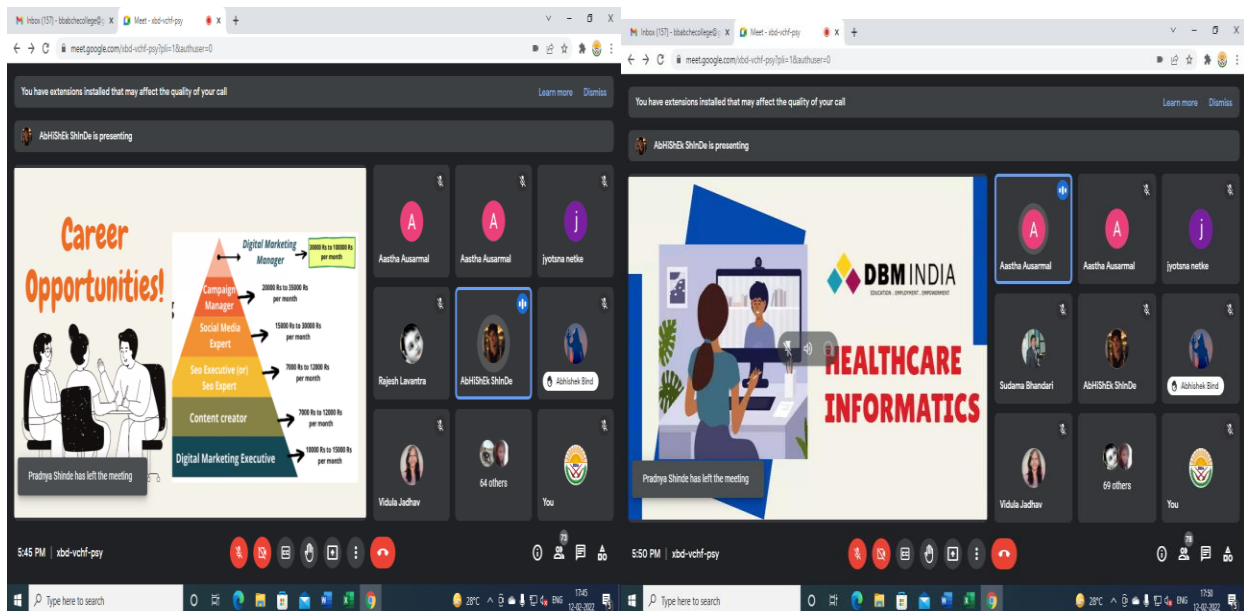 Inbox (157) - bbabchecollege@g
Meet - xbd-vchf-psy
meet.google.com/xbd-vchf-psy?pli=1&authuser=0
You have extensions installed that may affect the quality of your call
Learn more Dismiss
AbHiShEk ShInDe is presenting
Career
Opportunities!
Digital Marketing
Manager
30000 Rs to 100000 Rs
per month
Campaign
Manager
20000 Rs to 35000 Rs
per month
Social Media
Expert
15000 Rs to 30000 Rs
per month
Seo Executive (or)
Seo Expert
7000 Rs to 12000 Rs
per month
Content creator
7000 Rs to 12000 Rs
per month
Digital Marketing Executive
10000 Rs to 15000 Rs
per month
Pradnya Shinde has left the meeting
A
Aastha Ausarmal
A
Aastha Ausarmal
j
jyotsna netke
Rajesh Lavantra
AbHiShEk ShInDe
Abhishek Bind
Vidula Jadhav
64 others
You
5:45 PM | xbd-vchf-psy
73
Type here to search
28°C
ENG
1745
12-02-2022
Inbox (157) - bbabchecollege@g
Meet - xbd-vchf-psy
meet.google.com/xbd-vchf-psy?pli=1&authuser=0
You have extensions installed that may affect the quality of your call
Learn more Dismiss
AbHiShEk ShInDe is presenting
DBM INDIA
EDUCATION . EMPLOYMENT . EMPOWERMENT
HEALTHCARE
INFORMATICS
Pradnya Shinde has left the meeting
A
Aastha Ausarmal
A
Aastha Ausarmal
j
jyotsna netke
Sudama Bhandari
AbHiShEk ShInDe
Abhishek Bind
Vidula Jadhav
69 others
You
5:50 PM | xbd-vchf-psy
78
Type here to search
28°C
ENG
1750
12-02-2022